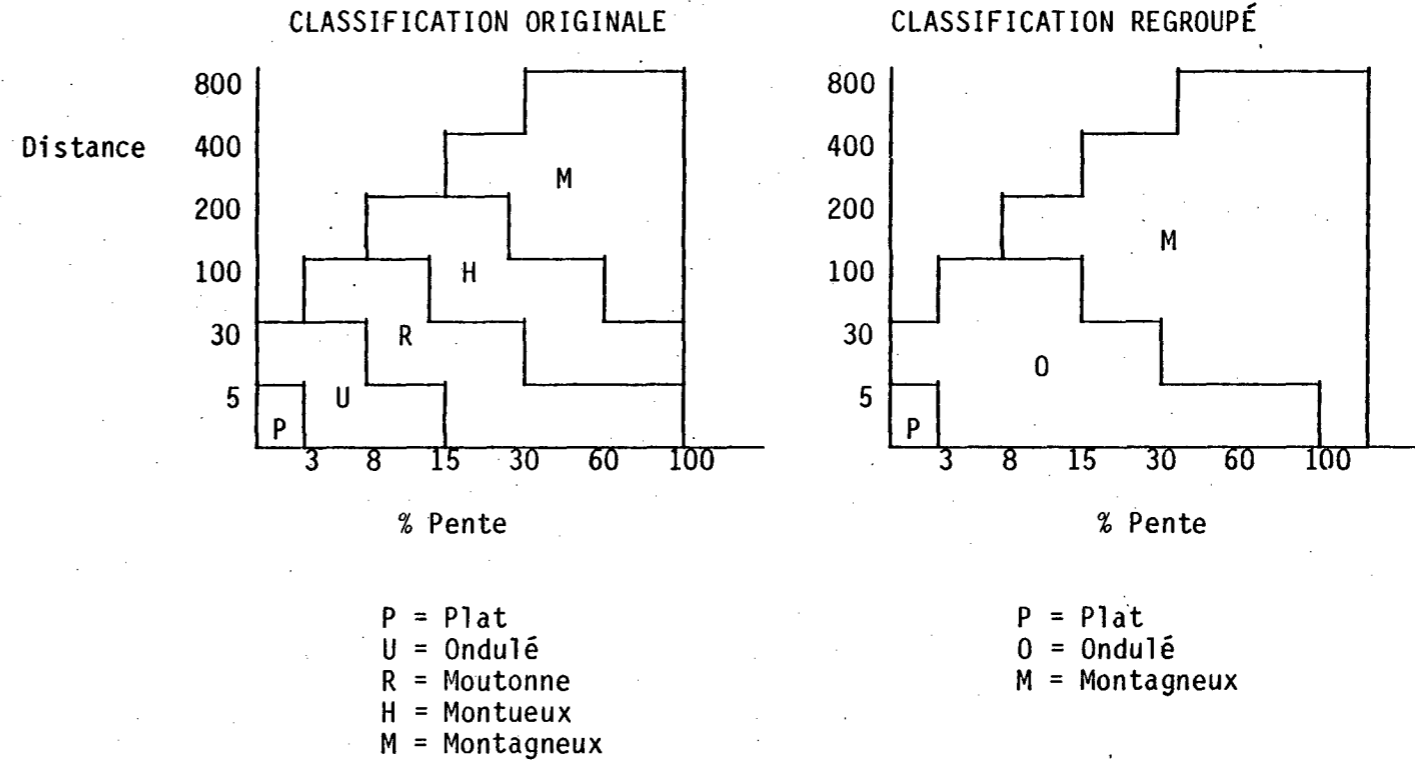 CLASSIFICATION ORIGINALE
800
Distance 400
200
100
30
5
M
H
R
U
P
3 8 15 30 60 100
% Pente
P = Plat
U = Ondulé
R = Moutonne
H = Montueux
M = Montagneux
CLASSIFICATION REGROUPÉ
800
400
200
100
30
5
M
O
P
3 8 15 30 60 100
% Pente
P = Plat
O = Ondulé
M = Montagneux